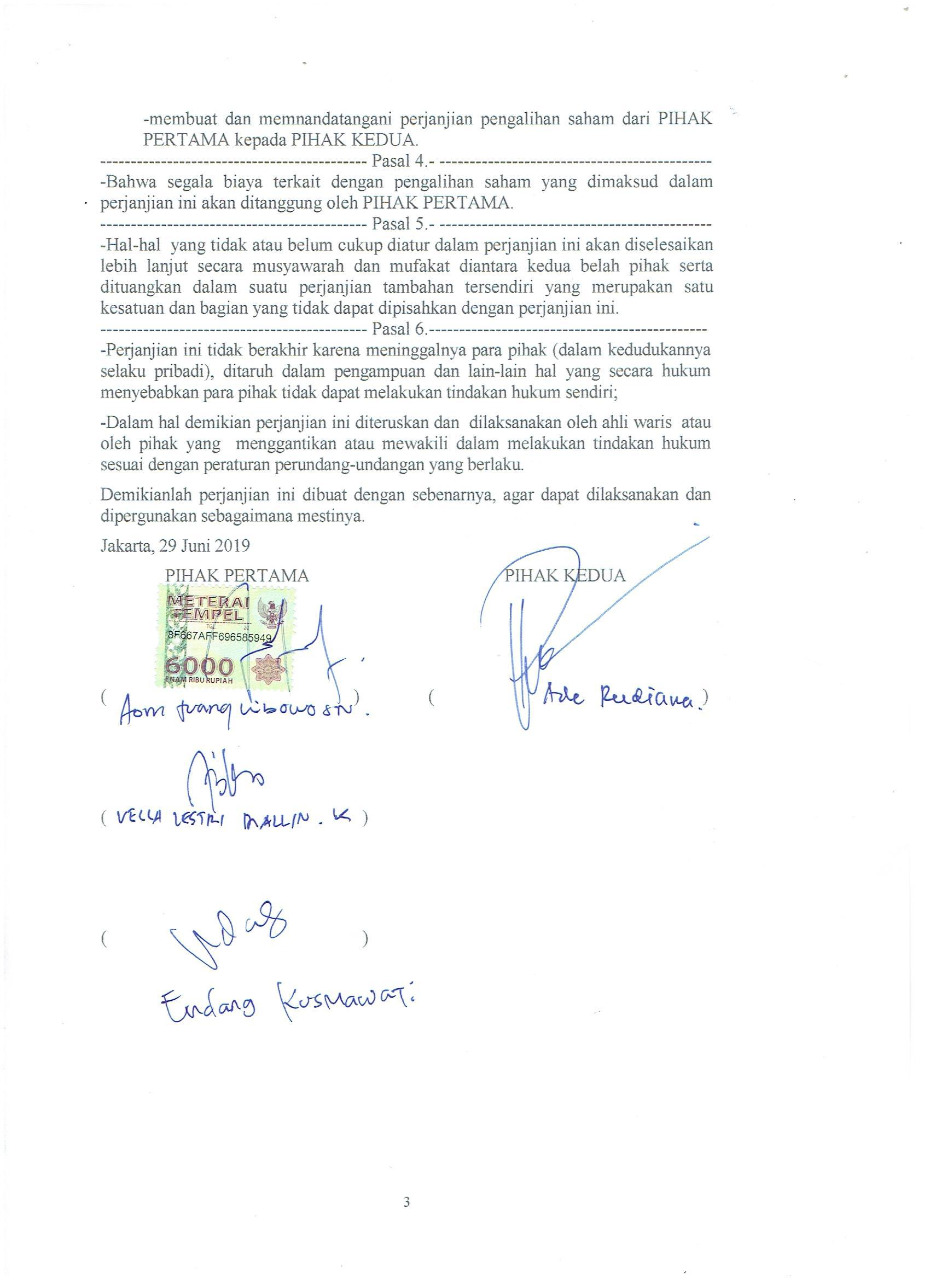 -membuat dan memnandatangani perjanjian pengalihan saham dari PIHAK
PERTAMA kepada PIHAK KEDUA.
-------------------------------------------- Pasal 4.- ---------------------------------------------
-Bahwa segala biaya terkait dengan pengalihan saham yang dimaksud dalam
perjanjian ini akan ditanggung oleh PIHAK PERTAMA.
-------------------------------------------- Pasal 5.- ---------------------------------------------
-Hal-hal yang tidak atau belum cukup diatur dalam perjanjian ini akan diselesaikan
lebih lanjut secara musyawarah dan mufakat diantara kedua belah pihak serta
dituangkan dalam suatu perjanjian tambahan tersendiri yang merupakan satu
kesatuan dan bagian yang tidak dapat dipisahkan dengan perjanjian ini.
-------------------------------------------- Pasal 6.----------------------------------------------
-Perjanjian ini tidak berakhir karena meninggalnya para pihak (dalam kedudukannya
selaku pribadi), ditaruh dalam pengampuan dan lain-lain hal yang secara hukum
menyebabkan para pihak tidak dapat melakukan tindakan hukum sendiri;
-Dalam hal demikian perjanjian ini diteruskan dan dilaksanakan oleh ahli waris atau
oleh pihak yang menggantikan atau mewakili dalam melakukan tindakan hukum
sesuai dengan peraturan perundang-undangan yang berlaku.
Demikianlah perjanjian ini dibuat dengan sebenarnya, agar dapat dilaksanakan dan
dipergunakan sebagaimana mestinya.
Jakarta, 29 Juni 2019
PIHAK PERTAMA PIHAK KEDUA
METERAI
TEMPEL
3F667AFF696585949
6000
ENAM RIBU RUPIAH
( ) ( Ade Rudiana. )
( VELLA LESTRI K )
( )
Endang Kusmawati
3